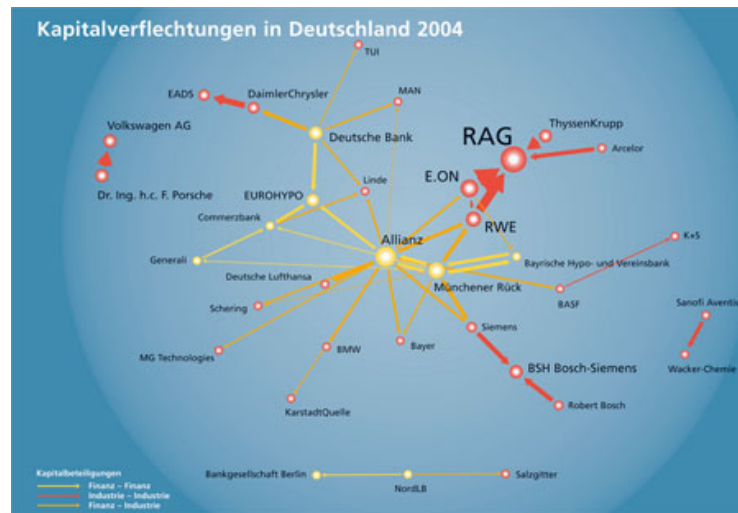 Kapitalverflechtungen in Deutschland 2004
TUI
EADS
DaimlerChrysler
MAN
Volkswagen AG
Deutsche Bank
RAG
ThyssenKrupp
Arcelor
Dr. Ing. h.c. F. Porsche
EUROHYPO
Linde
E.ON
Commerzbank
RWE
Allianz
K+S
Generali
Deutsche Lufthansa
Münchener Rück
Bayrische Hypo- und Vereinsbank
Schering
BASF
Sanofi Aventis
MG Technologies
BMW
Bayer
Siemens
BSH Bosch-Siemens
Wacker-Chemie
KarstadtQuelle
Robert Bosch
Kapitalbeteiligungen
Finanz – Finanz
Industrie – Industrie
Finanz – Industrie
Bankgesellschaft Berlin
NordLB
Salzgitter